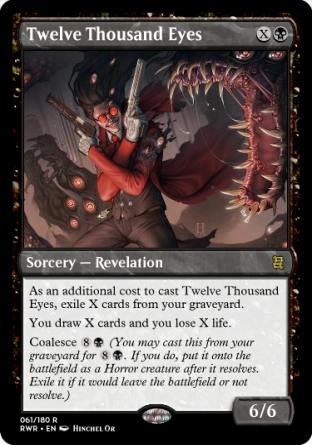 Twelve Thousand Eyes X
Sorcery — Revelation
As an additional cost to cast Twelve Thousand
Eyes, exile X cards from your graveyard.
You draw X cards and you lose X life.
Coalesce 8 (You may cast this from your
graveyard for 8 . If you do, put it onto the
battlefield as a Horror creature after it resolves.
Exile it if it would leave the battlefield or not
resolve.)
6/6
061/180 R
RWR • EN HINCHEL OR